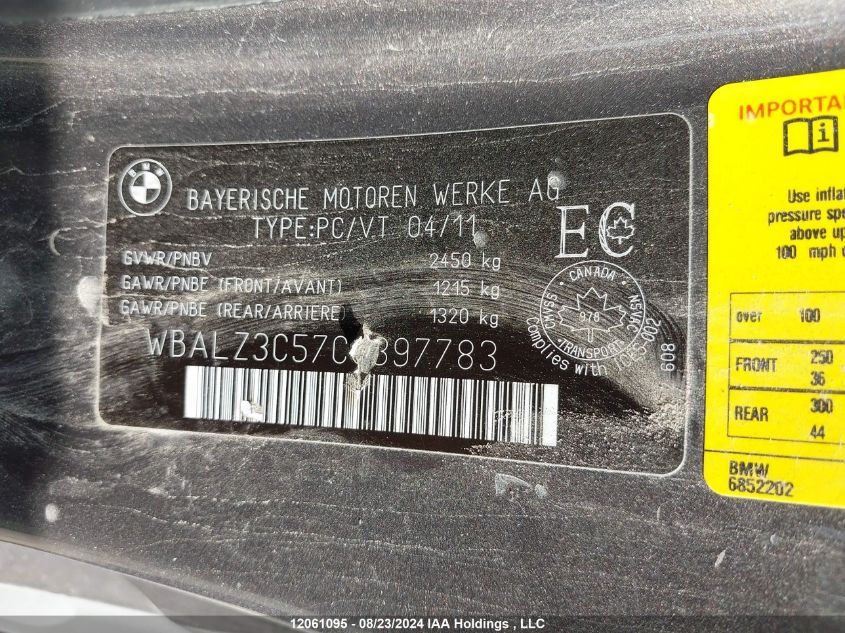 BAYERISCHE MOTOREN WERKE AG
TYPE:PC/VT 04/11
GVWR/PNBV 2450 kg
GAWR/PNBE (FRONT/AVANT) 1215 kg
GAWR/PNBE (REAR/ARRIERE) 1320 kg
EC
CANADA
978
TRANSPORT
608
IMPORTA
i
Use infla
pressure spe
above up
100 mph o
over 100
FRONT 250
36
REAR 300
44
BMW
6852202
12061095 - 08/23/2024 IAA Holdings , LLC